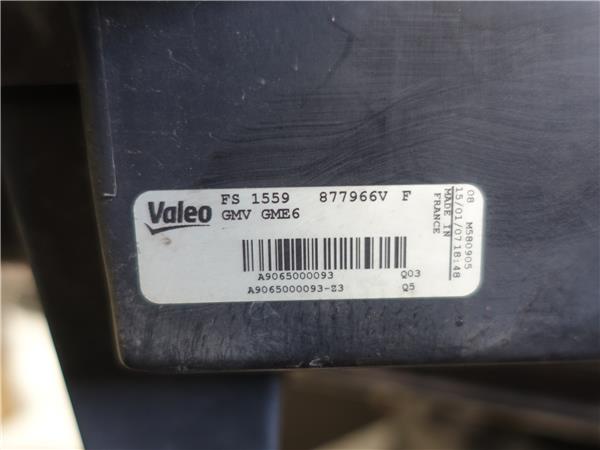 Valeo
FS 1559 877966V F
GMV GME6
A9065000093 Q03
A9065000093-Z3 Q5
08 M580905
15/01/07 18:48
MADE IN
FRANCE